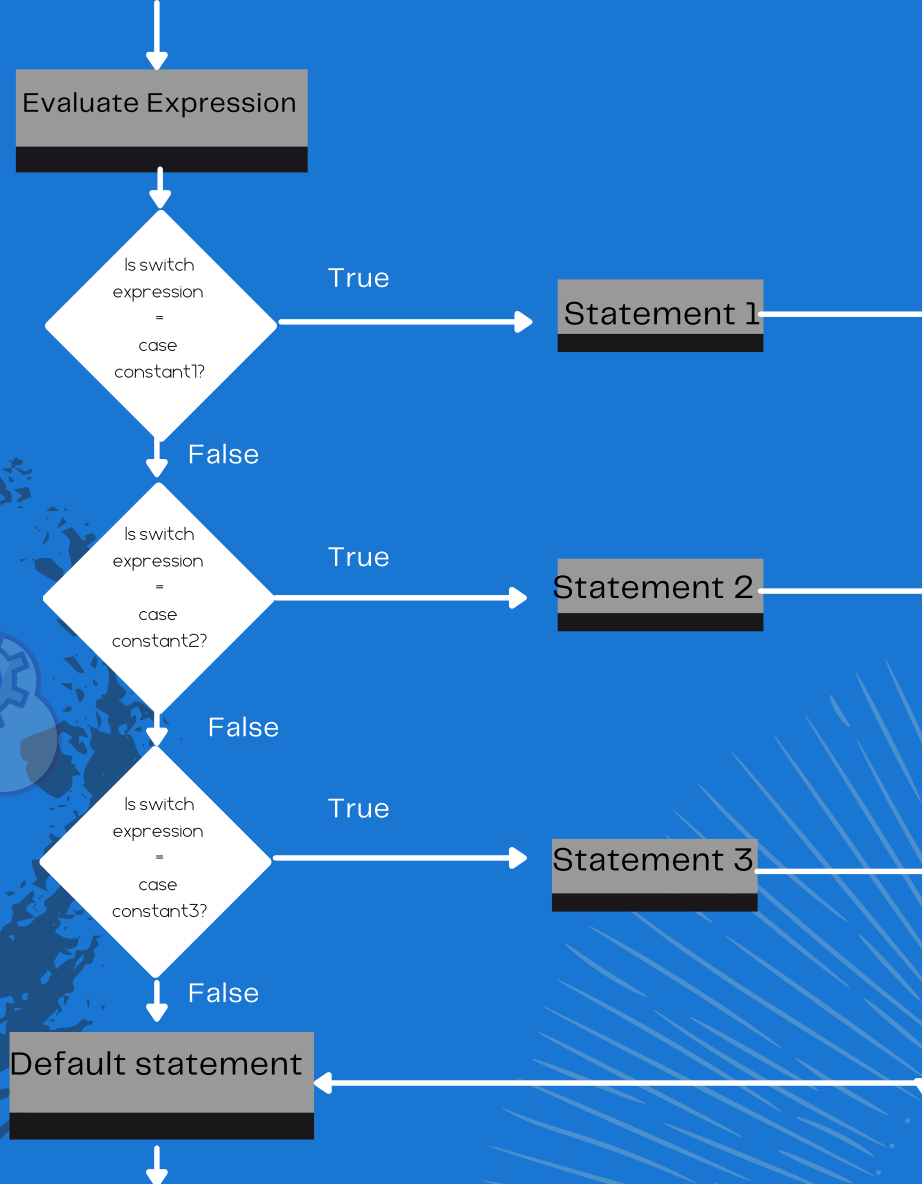 Evaluate Expression
Is switch
expression
=
case
constant1?
True
Statement 1
False
Is switch
expression
=
case
constant2?
True
Statement 2
False
Is switch
expression
=
case
constant3?
True
Statement 3
False
Default statement